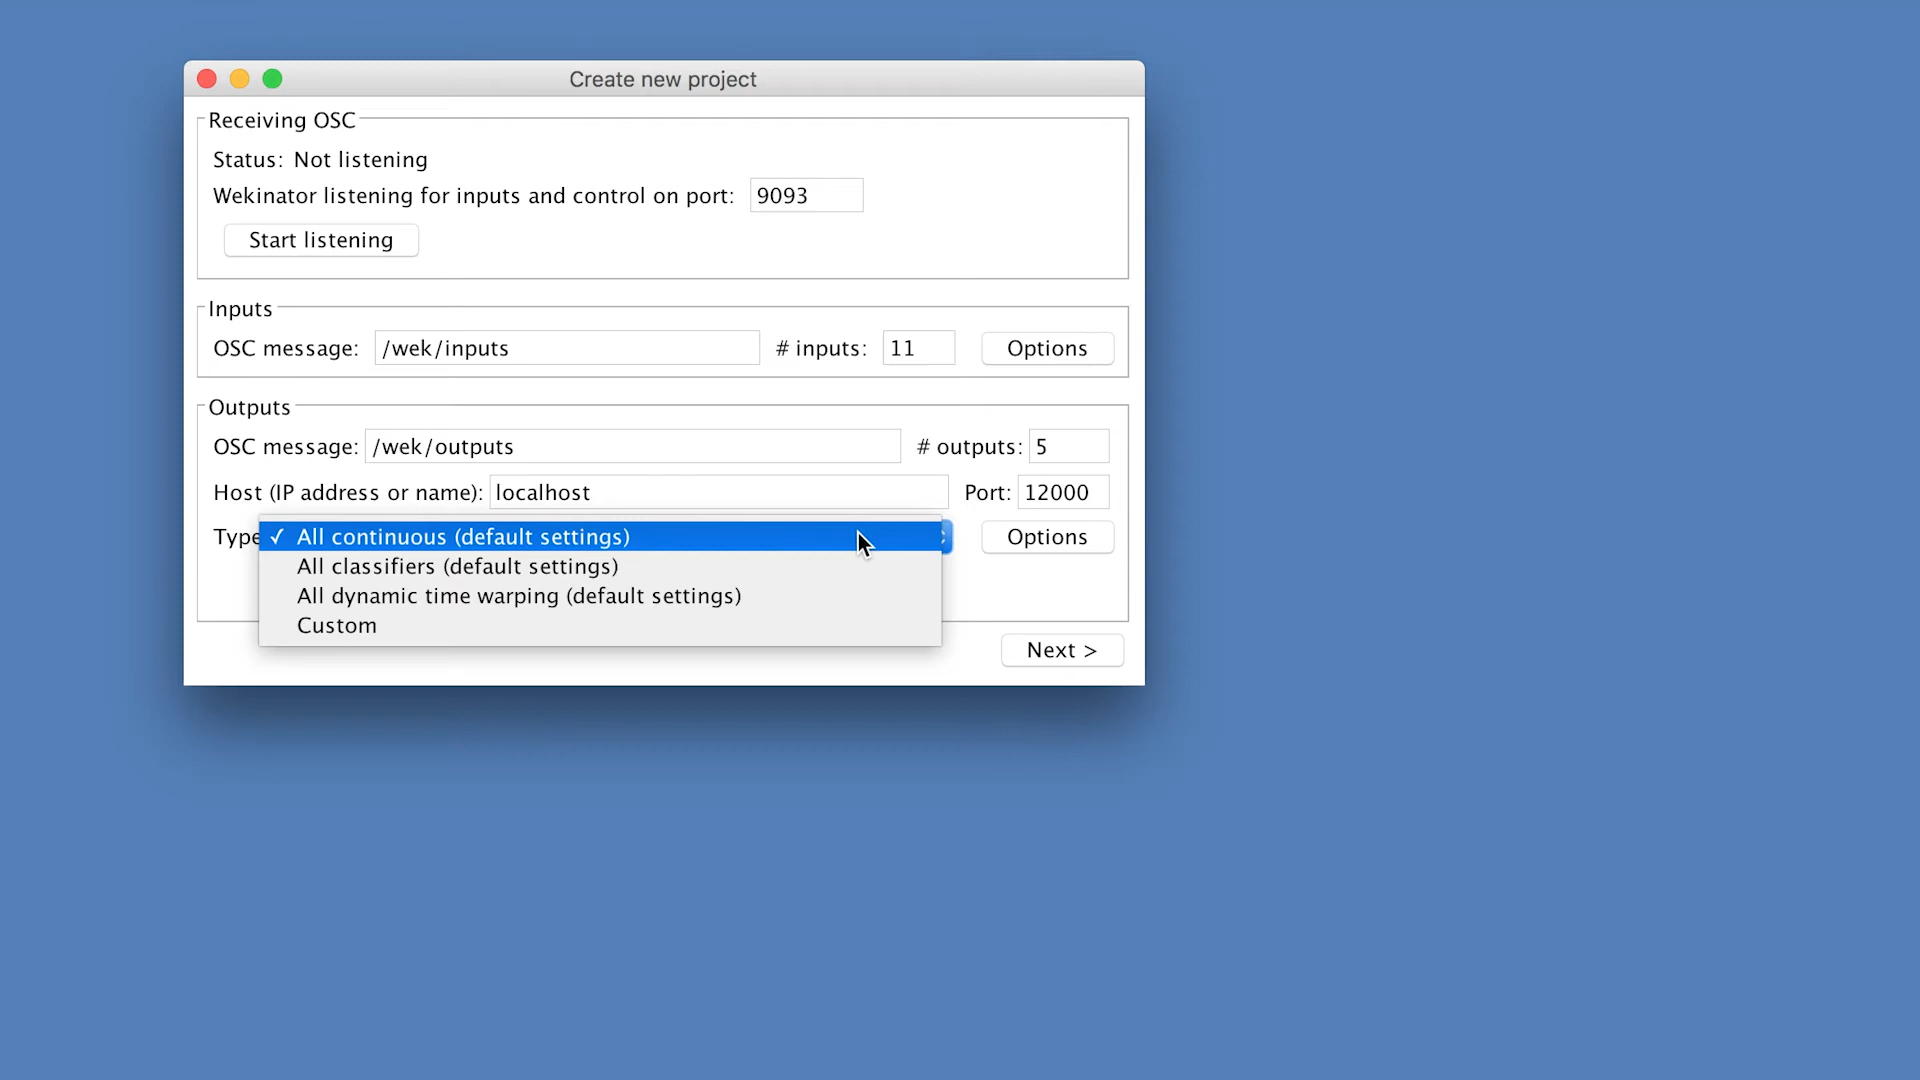 Create new project
Receiving OSC
Status: Not listening
Wekinator listening for inputs and control on port: 9093
Start listening
Inputs
OSC message: /wek/inputs # inputs: 11 Options
Outputs
OSC message: /wek/outputs # outputs: 5
Host (IP address or name): localhost Port: 12000
Type ✓ All continuous (default settings) Options
All classifiers (default settings)
All dynamic time warping (default settings)
Custom
Next >